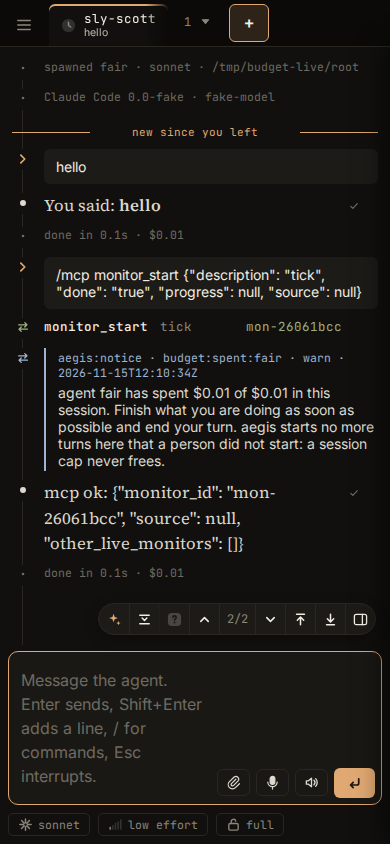 sly-scott
hello
1
+
spawned fair · sonnet · /tmp/budget-live/root
Claude Code 0.0-fake · fake-model
new since you left
hello
You said: hello
done in 0.1s · $0.01
/mcp monitor_start {"description": "tick",
"done": "true", "progress": null, "source": null}
monitor_start tick mon-26061bcc
aegis:notice · budget:spent:fair · warn ·
2026-11-15T12:10:34Z
agent fair has spent $0.01 of $0.01 in this
session. Finish what you are doing as soon as
possible and end your turn. aegis starts no more
turns here that a person did not start: a session
cap never frees.
mcp ok: {"monitor_id": "mon-
26061bcc", "source": null,
"other_live_monitors": []}
done in 0.1s · $0.01
? 2/2
Message the agent.
Enter sends, Shift+Enter
adds a line, / for
commands, Esc
interrupts.
sonnet low effort full